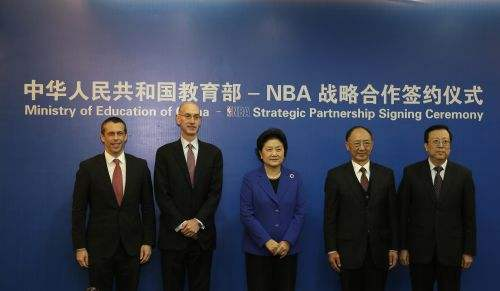 中华人民共和国教育部 – NBA 战略合作签约仪式
Ministry of Education of China - NBA Strategic Partnership Signing Ceremony